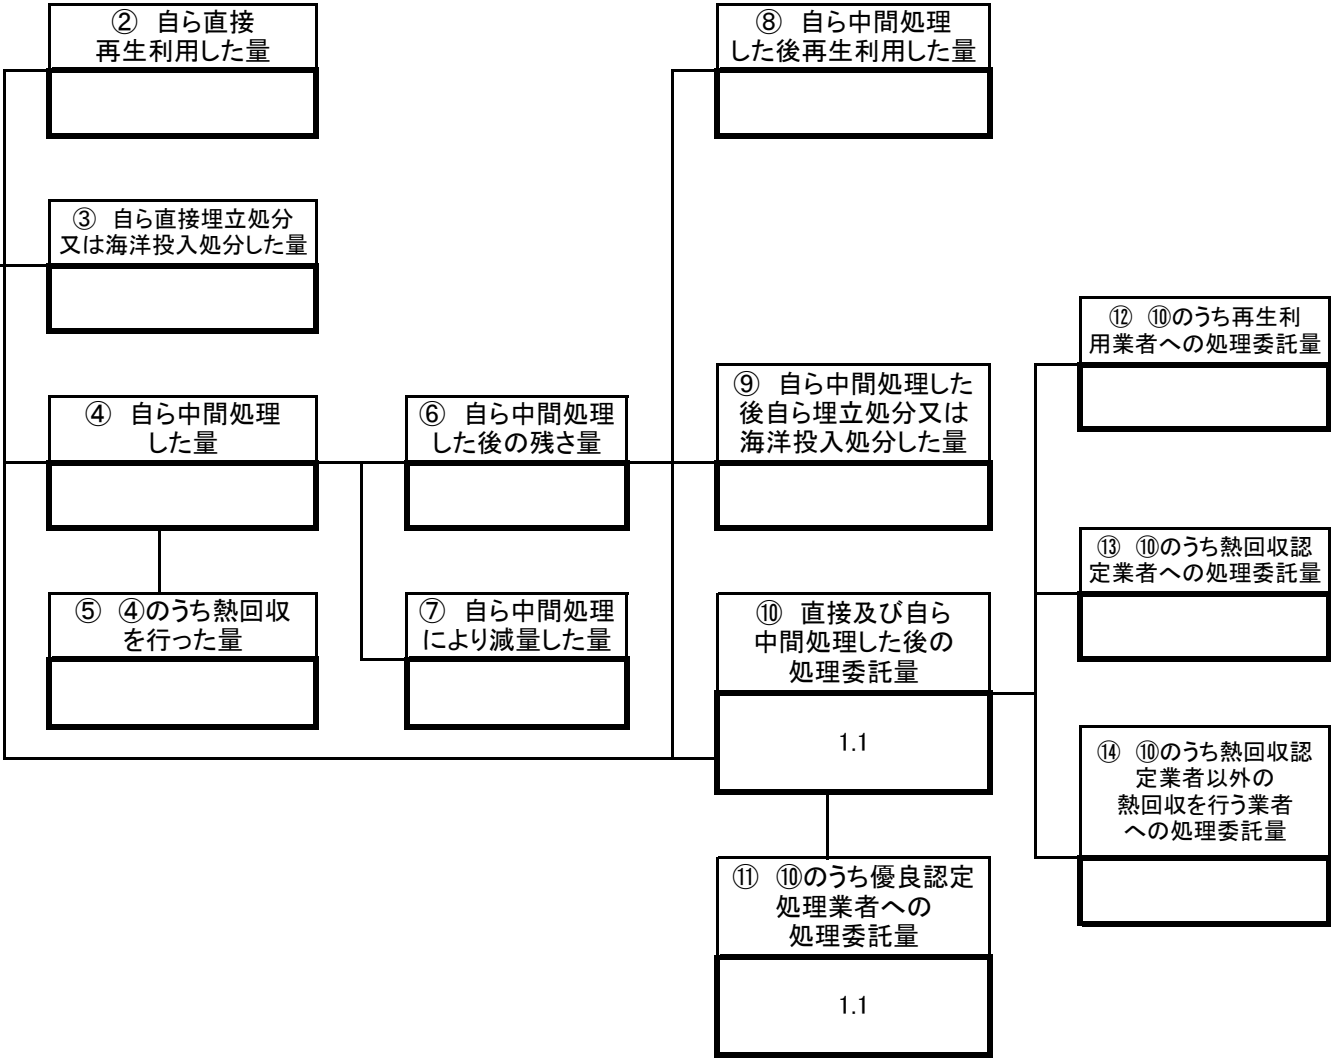 ② 自ら直接
再生利用した量
⑧ 自ら中間処理
した後再生利用した量
③ 自ら直接埋立処分
又は海洋投入処分した量
⑫ ⑩のうち再生利
用業者への処理委託量
④ 自ら中間処理
した量
⑥ 自ら中間処理
した後の残さ量
⑨ 自ら中間処理した
後自ら埋立処分又は
海洋投入処分した量
⑬ ⑩のうち熱回収認
定業者への処理委託量
⑤ ④のうち熱回収
を行った量
⑦ 自ら中間処理
により減量した量
⑩ 直接及び自ら
中間処理した後の
処理委託量
1.1
⑭ ⑩のうち熱回収認
定業者以外の
熱回収を行う業者
への処理委託量
⑪ ⑩のうち優良認定
処理業者への
処理委託量
1.1